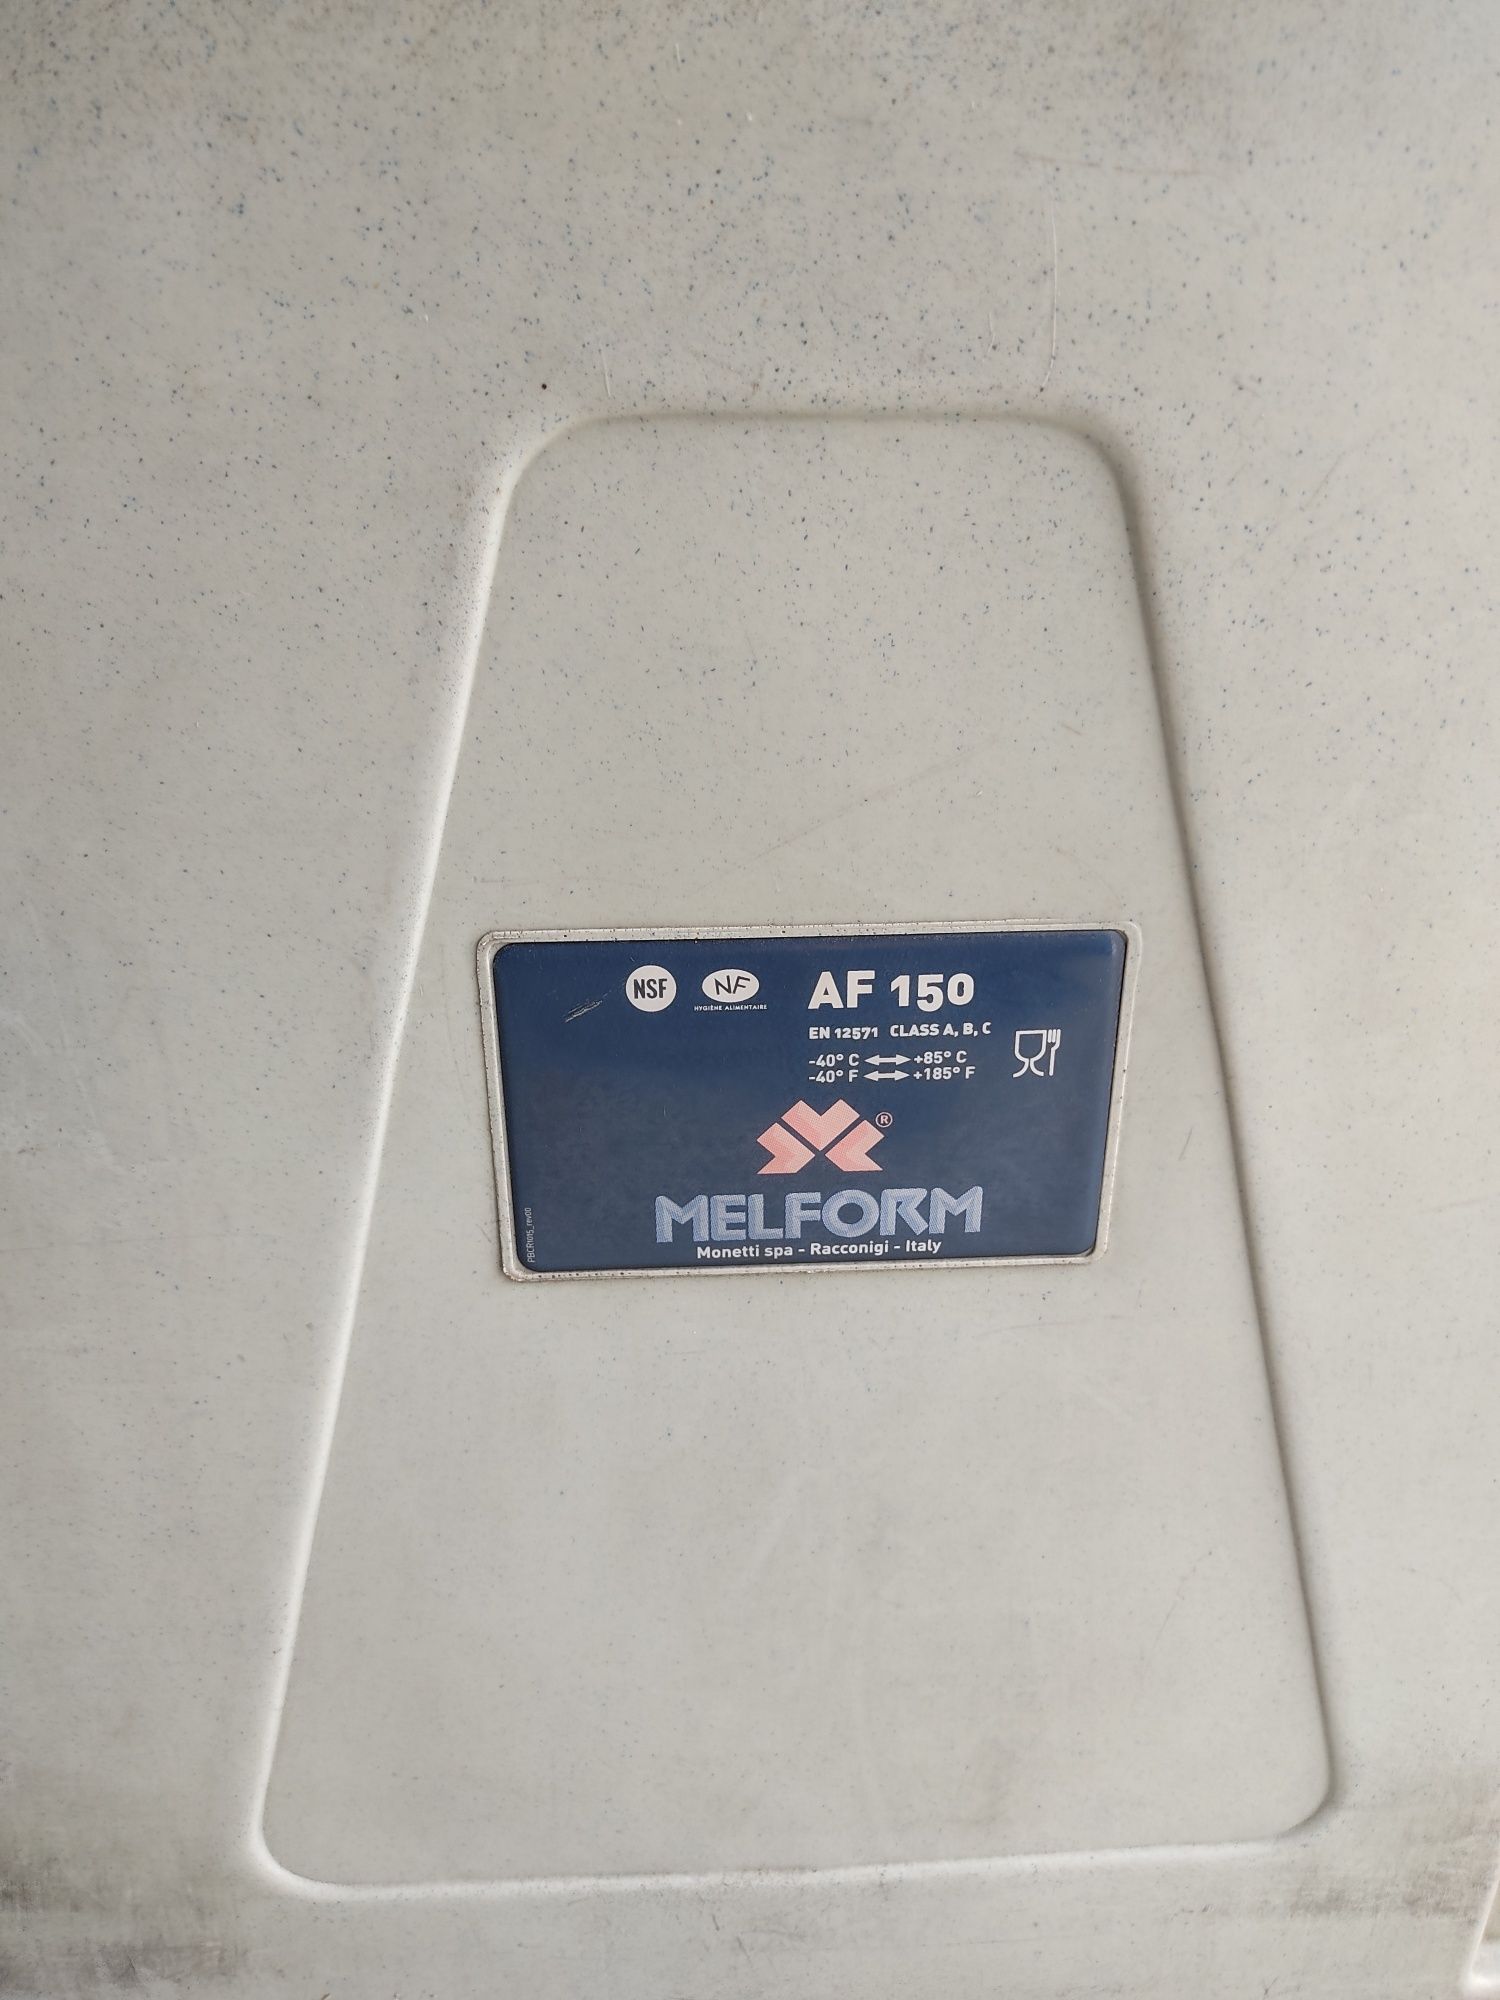 NSF
NF
HYGIÈNE ALIMENTAIRE
AF 150
EN 12571 CLASS A, B, C
-40° C +85° C
-40° F +185° F
®
MELFORM
Monetti spa - Racconigi - Italy